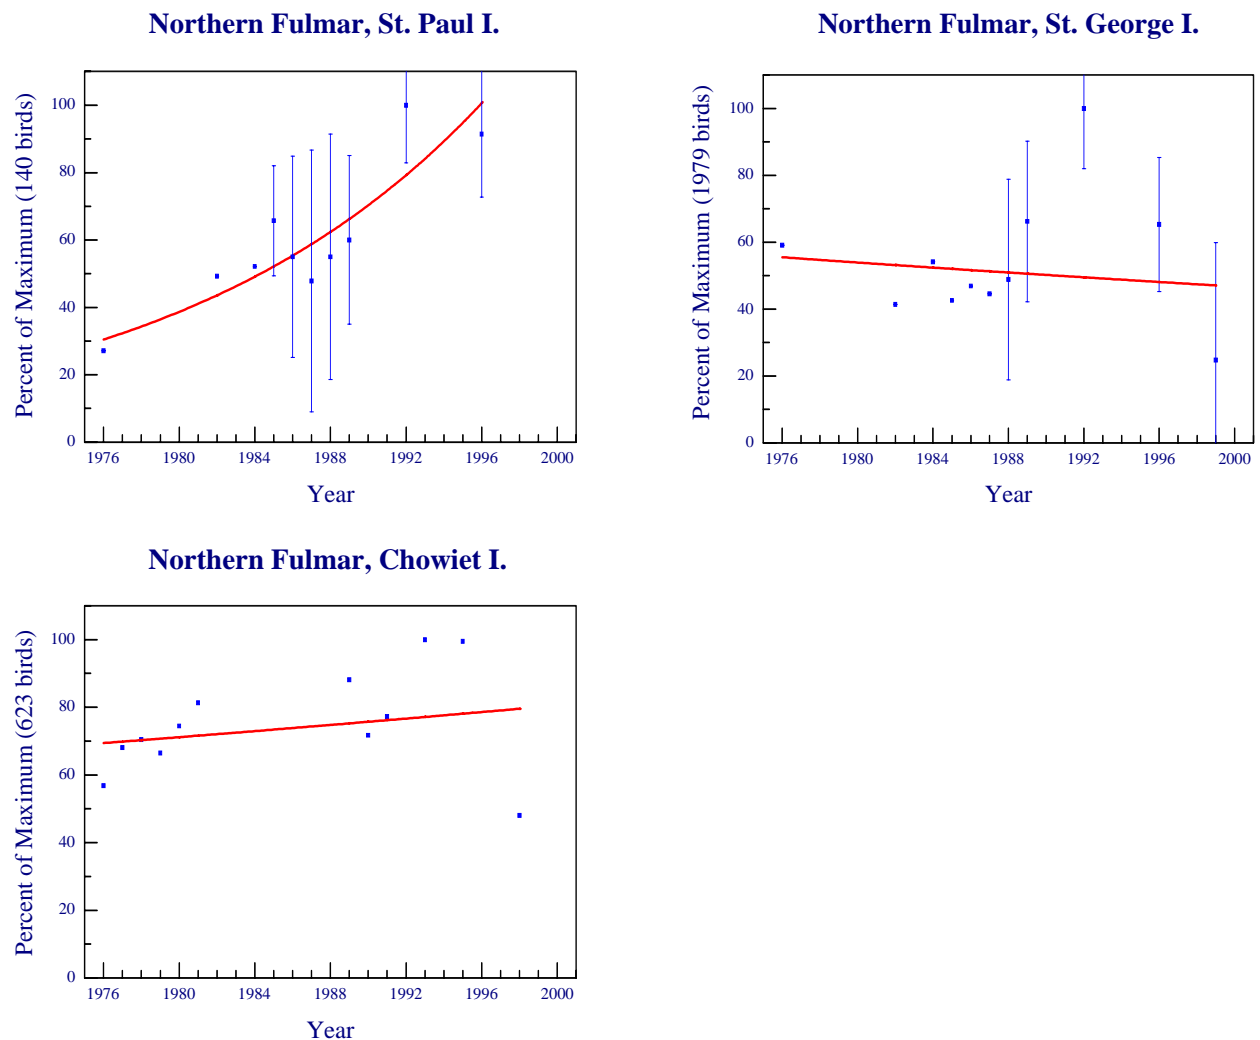 Northern Fulmar, St. Paul I.
Percent of Maximum (140 birds)
100
80
60
40
20
0
1976 1980 1984 1988 1992 1996 2000
Year
Northern Fulmar, St. George I.
Percent of Maximum (1979 birds)
100
80
60
40
20
0
1976 1980 1984 1988 1992 1996 2000
Year
Northern Fulmar, Chowiet I.
Percent of Maximum (623 birds)
100
80
60
40
20
0
1976 1980 1984 1988 1992 1996 2000
Year